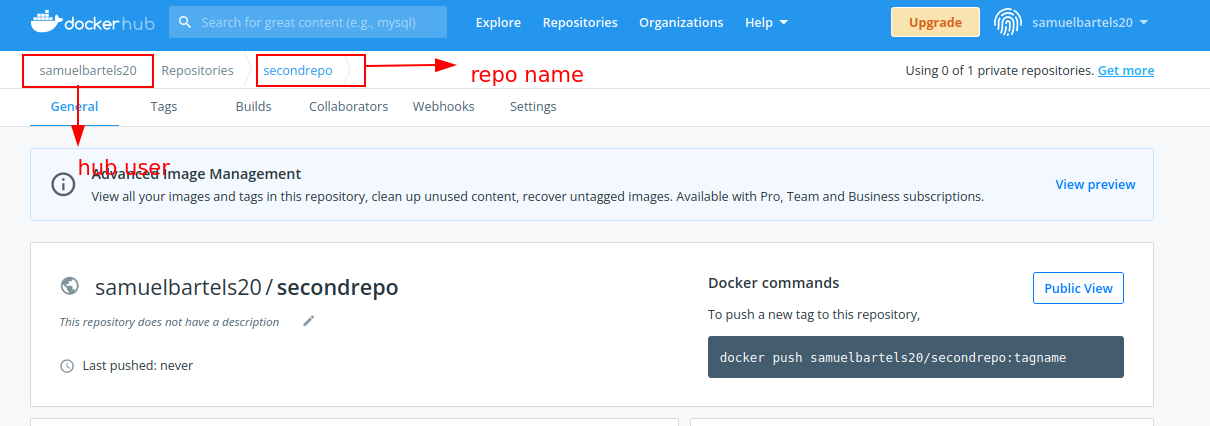 dockerhub Search for great content (e.g., mysql) Explore Repositories Organizations Help Upgrade samuelbartels20
samuelbartels20 Repositories secondrepo repo name Using 0 of 1 private repositories. Get more
General Tags Builds Collaborators Webhooks Settings
hub user
Advanced Image Management
View all your images and tags in this repository, clean up unused content, recover untagged images. Available with Pro, Team and Business subscriptions.
View preview
samuelbartels20 / secondrepo
This repository does not have a description
Last pushed: never
Docker commands
Public View
To push a new tag to this repository,
docker push samuelbartels20/secondrepo:tagname